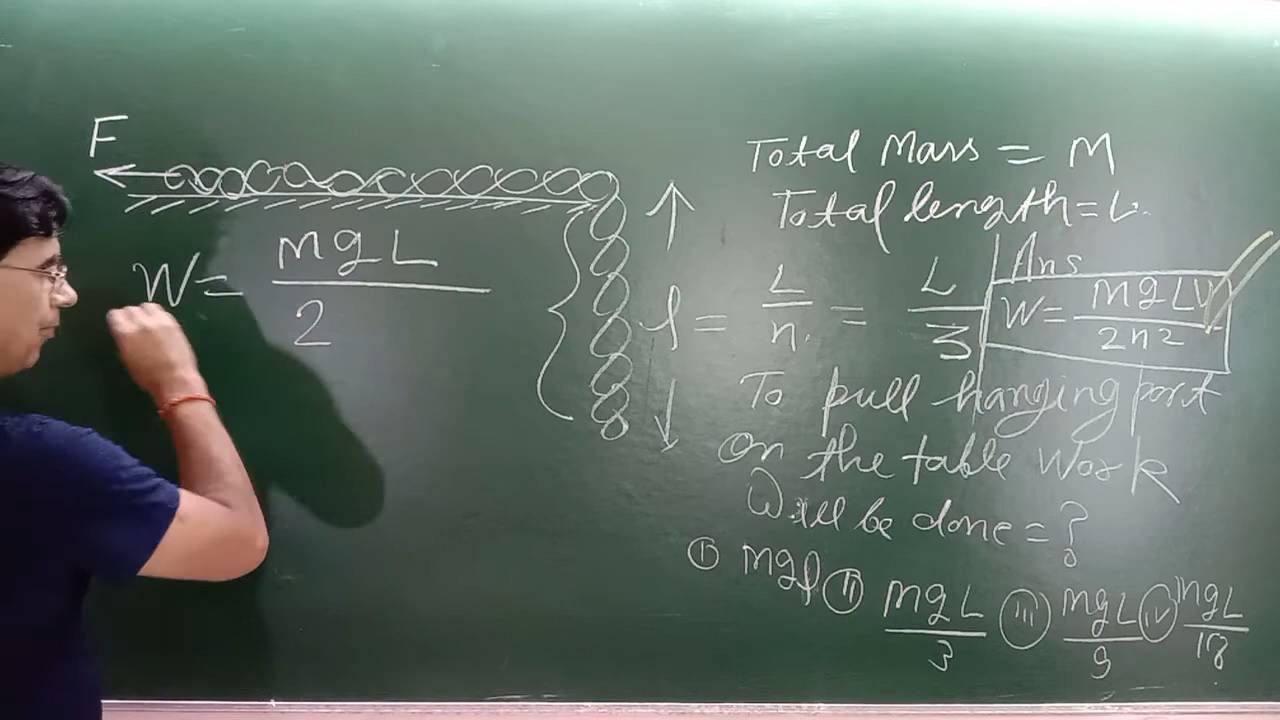 F
W = MgL / 2
Total Mass = M
Total length = L.
l = L / n. = L / 3
Ans
W = MgL / 2n2
To pull hanging part
on the table Work
Will be done = ?
(I) Mgl (II) MgL / 3 (III) MgL / 9 (IV) MgL / 18